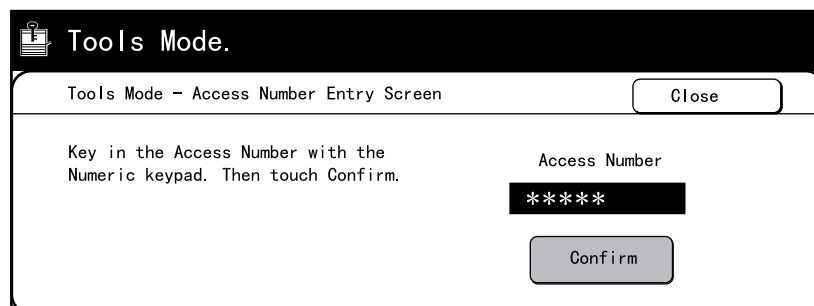 Tools Mode.
Tools Mode - Access Number Entry Screen
Close
Key in the Access Number with the
Numeric keypad. Then touch Confirm.
Access Number
*****
Confirm